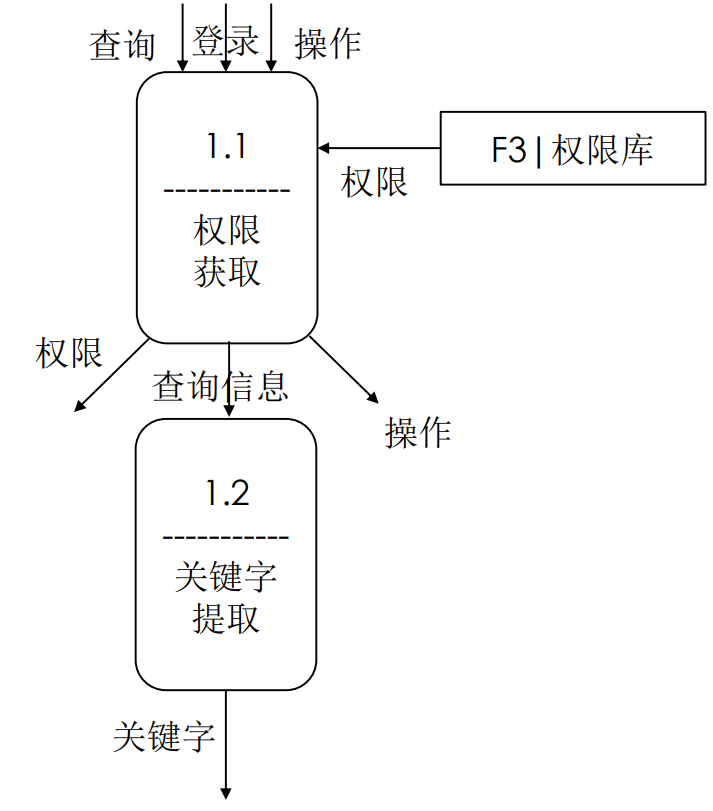 查询
登录
操作
1.1
-----------
权限
获取
F3|权限库
权限
权限
查询信息
操作
1.2
-----------
关键字
提取
关键字